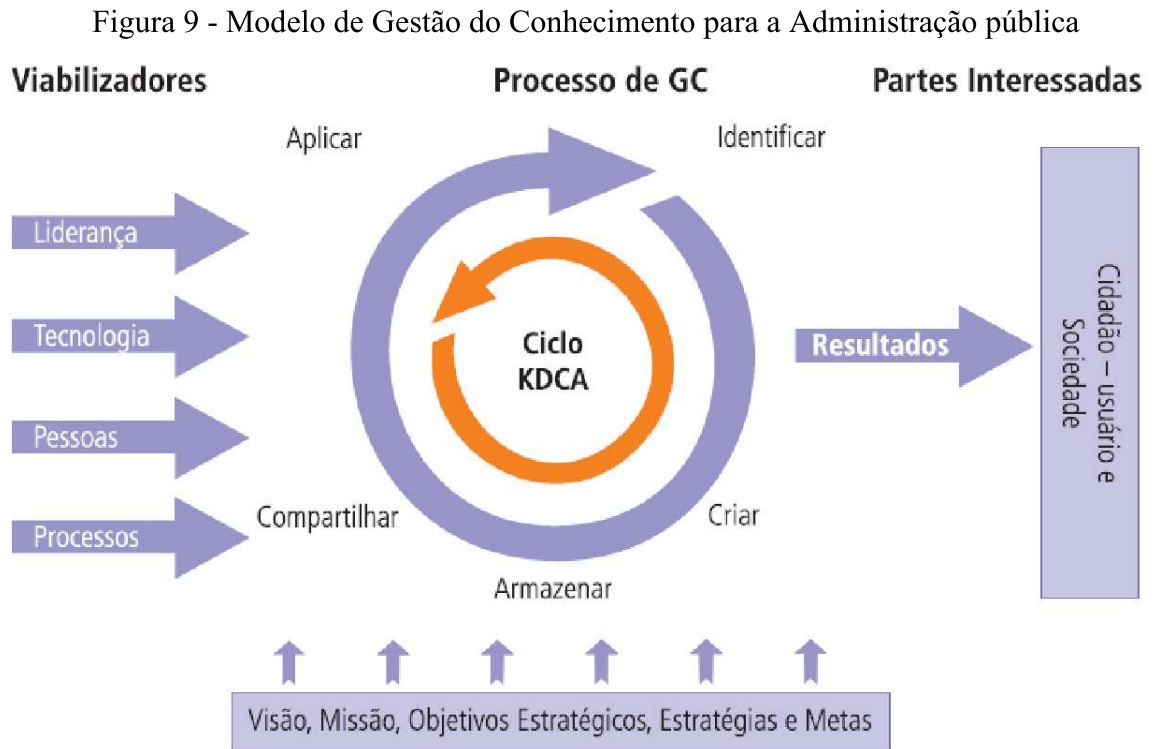 Figura 9 - Modelo de Gestão do Conhecimento para a Administração pública
Viabilizadores
Processo de GC
Partes Interessadas
Aplicar
Identificar
Liderança
Tecnologia
Pessoas
Processos
Ciclo
KDCA
Resultados
Cidadão – usuário e
Sociedade
Compartilhar
Criar
Armazenar
Visão, Missão, Objetivos Estratégicos, Estratégias e Metas